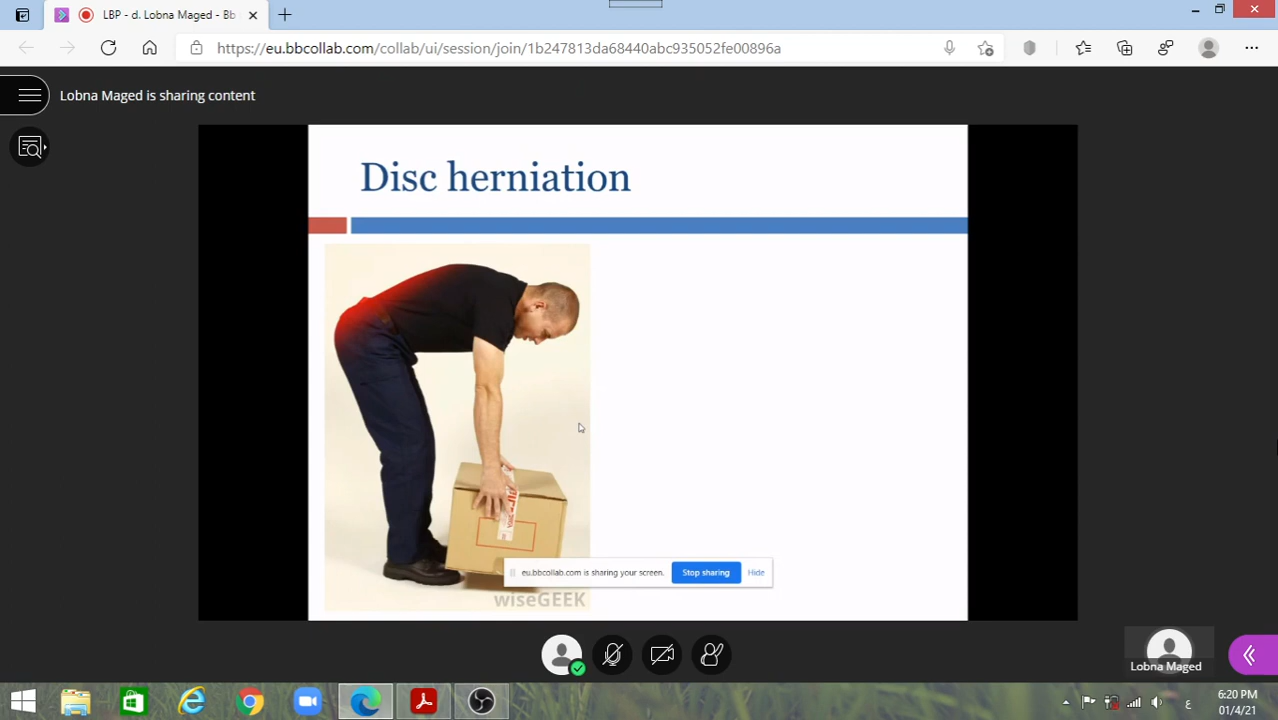 LBP - d. Lobna Maged - Bb
https://eu.bbcollab.com/collab/ui/session/join/1b247813da68440abc935052fe00896a
Lobna Maged is sharing content
Disc herniation
eu.bbcollab.com is sharing your screen.
Stop sharing
Hide
wiseGEEK
Lobna Maged
ع
6:20 PM
01/4/21